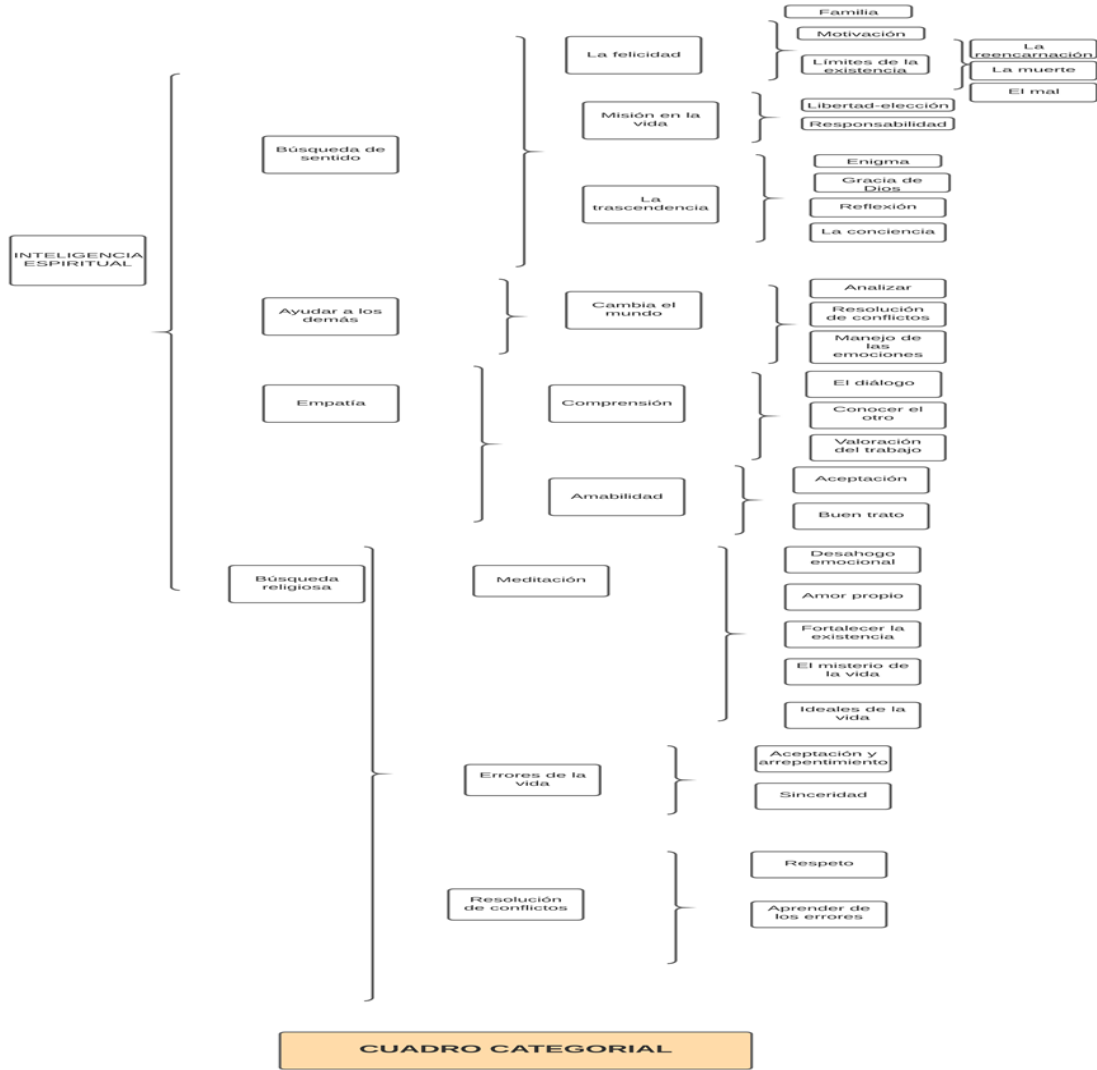 Familia
La felicidad
Motivación
Límites de la
existencia
La
reencarnación
La muerte
El mal
Misión en la
vida
Libertad-elección
Responsabilidad
Búsqueda de
sentido
La
trascendencia
Enigma
Gracia de
Dios
Reflexión
La conciencia
INTELIGENCIA
ESPIRITUAL
Ayudar a los
demás
Cambia el
mundo
Analizar
Resolución
de conflictos
Manejo de
las
emociones
Empatía
Comprensión
El diálogo
Conocer el
otro
Valoración
del trabajo
Amabilidad
Aceptación
Buen trato
Búsqueda
religiosa
Meditación
Desahogo
emocional
Amor propio
Fortalecer la
existencia
El misterio de
la vida
Ideales de la
vida
Errores de la
vida
Aceptación y
arrepentimiento
Sinceridad
Resolución
de conflictos
Respeto
Aprender de
los errores
CUADRO CATEGORIAL